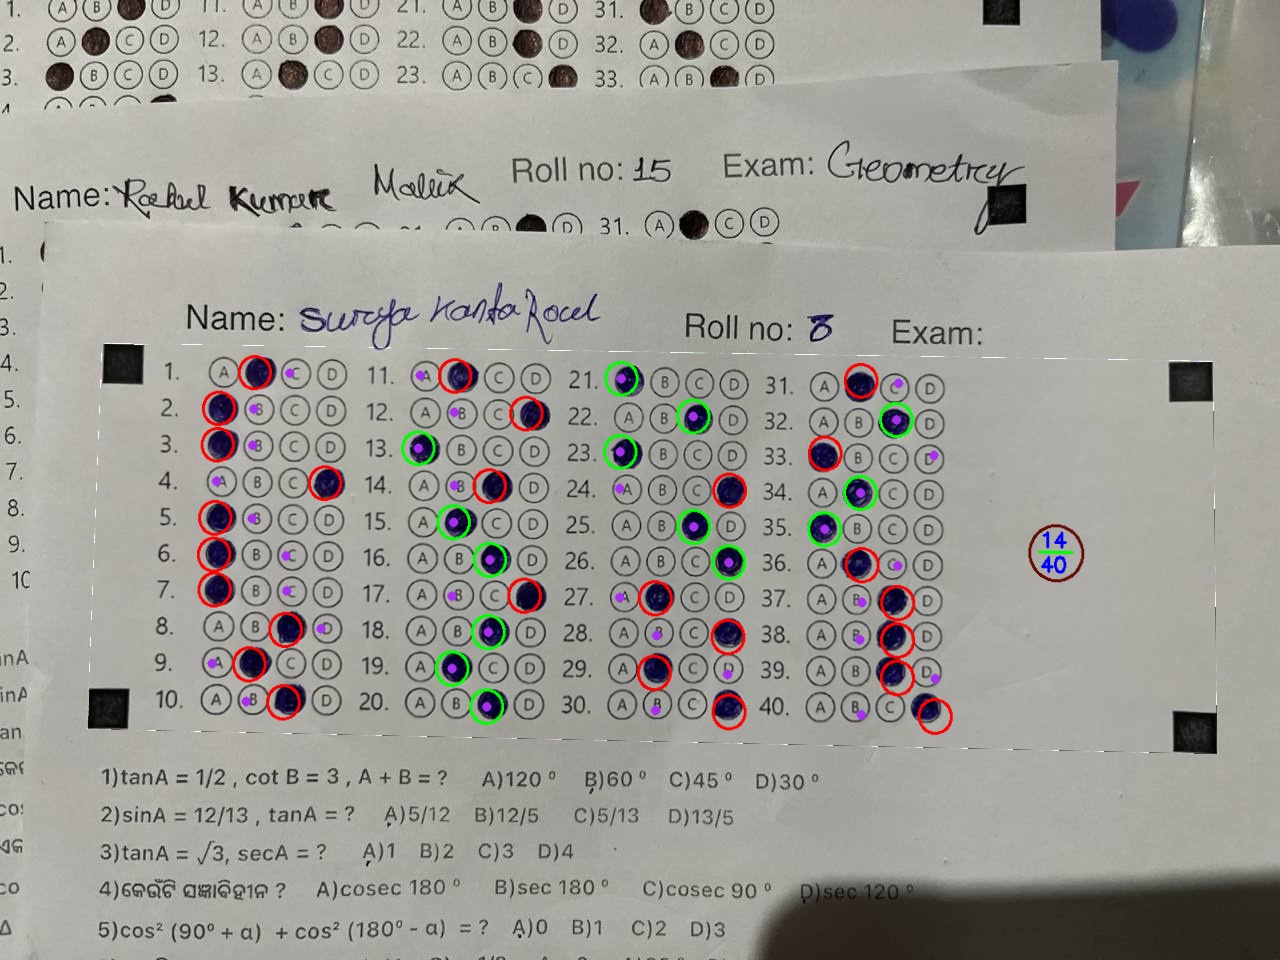 1. A B D 11. A B D 21. A B D 31. B C D
2. A C D 12. A B D 22. A B D 32. A C D
3. B C D 13. A C D 23. A B C 33. A B D
Name: Kumar Malik Roll no: 15 Exam: Geometry
31. A C D
Name: Surya Kanta Roll no: 8 Exam:
1. A C D 11. A C D 21. B C D 31. A C D
2. B C D 12. A B C 22. A B D 32. A B D
3. B C D 13. B C D 23. B C D 33. B C D
4. A B C 14. A B D 24. A B C 34. A C D
5. B C D 15. A C D 25. A B D 35. B C D
6. B C D 16. A B D 26. A B C 36. A C D
14
40
7. B C D 17. A B C 27. A C D 37. A B D
8. A B D 18. A B D 28. A B C 38. A B D
9. A C D 19. A C D 29. A C D 39. A B D
10. A B D 20. A B D 30. A B C 40. A B C
1)tanA = 1/2 , cot B = 3 , A + B = ? A)120 ° B)60 ° C)45 ° D)30 °
2)sinA = 12/13 , tanA = ? A)5/12 B)12/5 C)5/13 D)13/5
3)tanA = √3, secA = ? A)1 B)2 C)3 D)4
4)କେଉଁଟି ସଜ୍ଞାବିହୀନ ? A)cosec 180 ° B)sec 180 ° C)cosec 90 ° D)sec 120 °
5)cos² (90° + α) + cos² (180° - α) = ? A)0 B)1 C)2 D)3